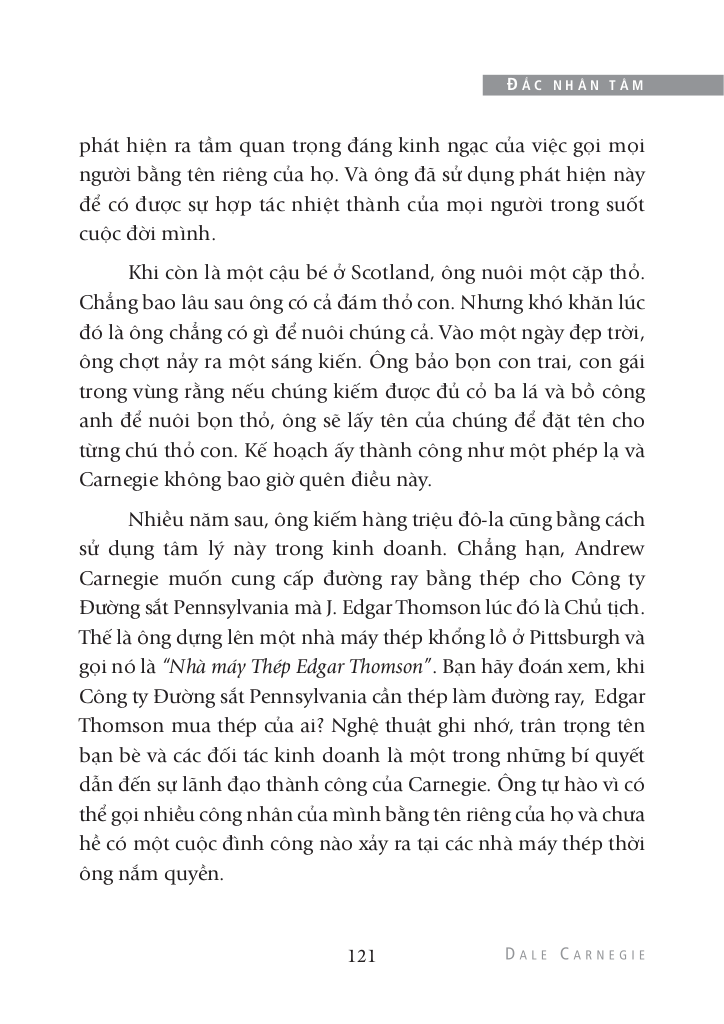 ĐẮC NHÂN TÂM
phát hiện ra tầm quan trọng đáng kinh ngạc của việc gọi mọi
người bằng tên riêng của họ. Và ông đã sử dụng phát hiện này
để có được sự hợp tác nhiệt thành của mọi người trong suốt
cuộc đời mình.
Khi còn là một cậu bé ở Scotland, ông nuôi một cặp thỏ.
Chẳng bao lâu sau ông có cả đám thỏ con. Nhưng khó khăn lúc
đó là ông chẳng có gì để nuôi chúng cả. Vào một ngày đẹp trời,
ông chợt nảy ra một sáng kiến. Ông bảo bọn con trai, con gái
trong vùng rằng nếu chúng kiếm được đủ cỏ ba lá và bồ công
anh để nuôi bọn thỏ, ông sẽ lấy tên của chúng để đặt tên cho
từng chú thỏ con. Kế hoạch ấy thành công như một phép lạ và
Carnegie không bao giờ quên điều này.
Nhiều năm sau, ông kiếm hàng triệu đô-la cũng bằng cách
sử dụng tâm lý này trong kinh doanh. Chẳng hạn, Andrew
Carnegie muốn cung cấp đường ray bằng thép cho Công ty
Đường sắt Pennsylvania mà J. Edgar Thomson lúc đó là Chủ tịch.
Thế là ông dựng lên một nhà máy thép khổng lồ ở Pittsburgh và
gọi nó là “Nhà máy Thép Edgar Thomson”. Bạn hãy đoán xem, khi
Công ty Đường sắt Pennsylvania cần thép làm đường ray, Edgar
Thomson mua thép của ai? Nghệ thuật ghi nhớ, trân trọng tên
bạn bè và các đối tác kinh doanh là một trong những bí quyết
dẫn đến sự lãnh đạo thành công của Carnegie. Ông tự hào vì có
thể gọi nhiều công nhân của mình bằng tên riêng của họ và chưa
hề có một cuộc đình công nào xảy ra tại các nhà máy thép thời
ông nắm quyền.
121
DALE CARNEGIE